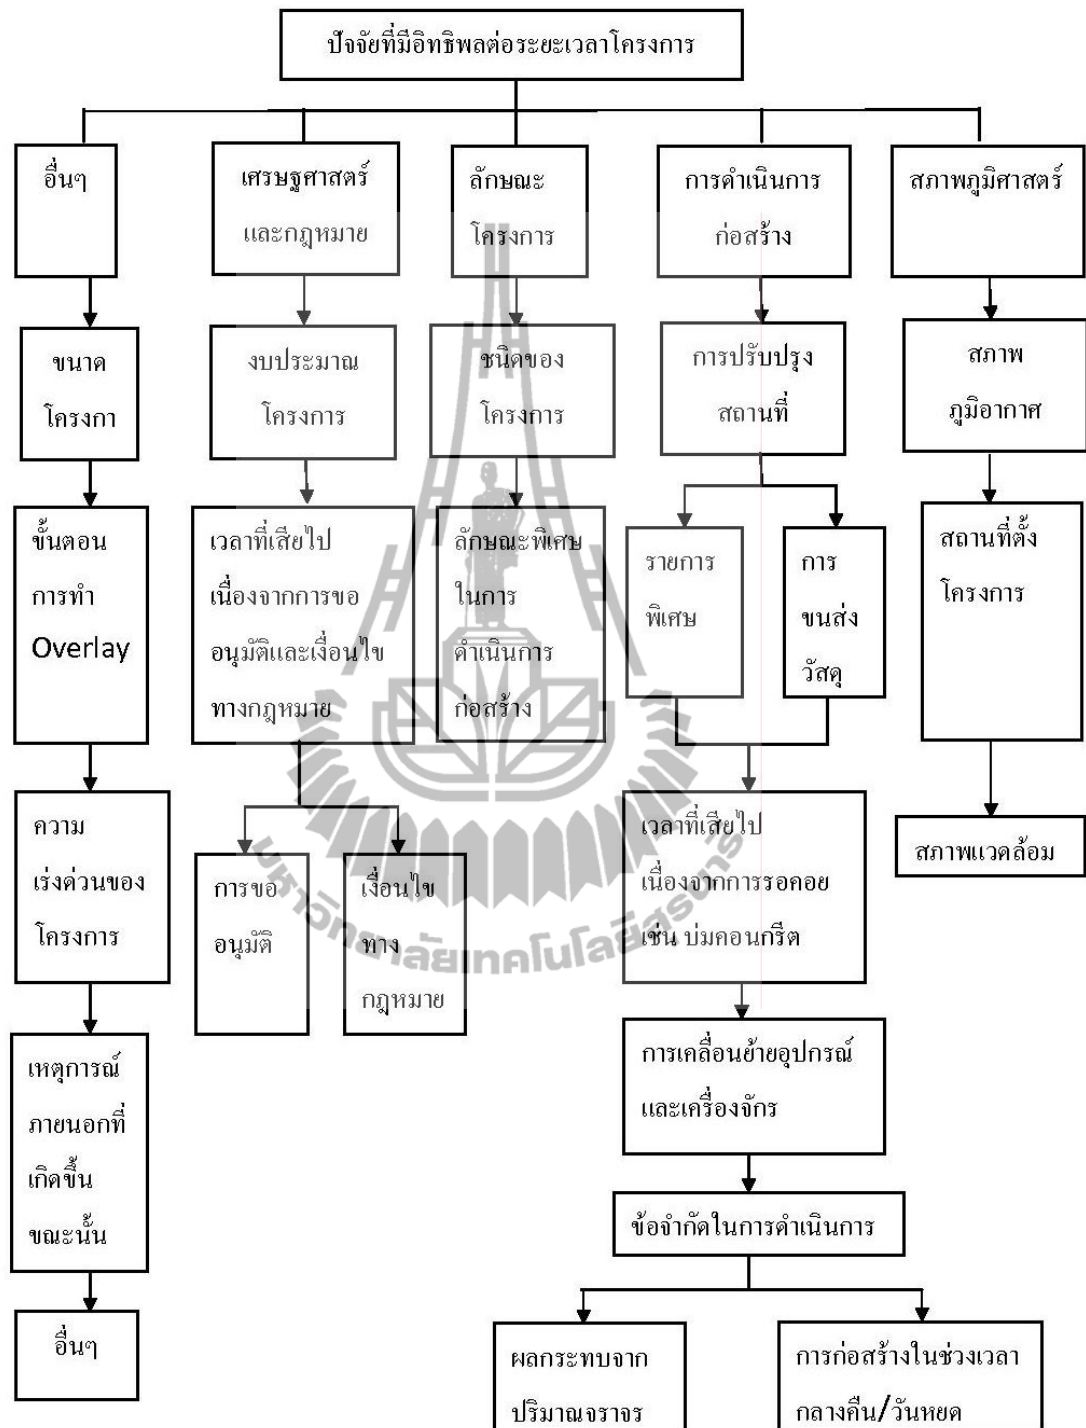 ปัจจัยที่มีอิทธิพลต่อระยะเวลาโครงการ
อื่นๆ
ขนาด
โครงกา
ขั้นตอน
การทำ
Overlay
ความ
เร่งด่วนของ
โครงการ
เหตุการณ์
ภายนอกที่
เกิดขึ้น
ขณะนั้น
อื่นๆ
เศรษฐศาสตร์
และกฎหมาย
งบประมาณ
โครงการ
เวลาที่เสียไป
เนื่องจากการขอ
อนุมัติและเงื่อนไข
ทางกฎหมาย
การขอ
อนุมัติ
เงื่อนไข
ทาง
กฎหมาย
ลักษณะ
โครงการ
ชนิดของ
โครงการ
ลักษณะพิเศษ
ในการ
ดำเนินการ
ก่อสร้าง
การดำเนินการ
ก่อสร้าง
การปรับปรุง
สถานที่
รายการ
พิเศษ
การ
ขนส่ง
วัสดุ
เวลาที่เสียไป
เนื่องจากการรอคอย
เช่น บ่มคอนกรีต
การเคลื่อนย้ายอุปกรณ์
และเครื่องจักร
ข้อจำกัดในการดำเนินการ
ผลกระทบจาก
ปริมาณจราจร
การก่อสร้างในช่วงเวลา
กลางคืน/วันหยุด
สภาพภูมิศาสตร์
สภาพ
ภูมิอากาศ
สถานที่ตั้ง
โครงการ
สภาพแวดล้อม
มหาวิทยาลัยเทคโนโลยีสุรนารี